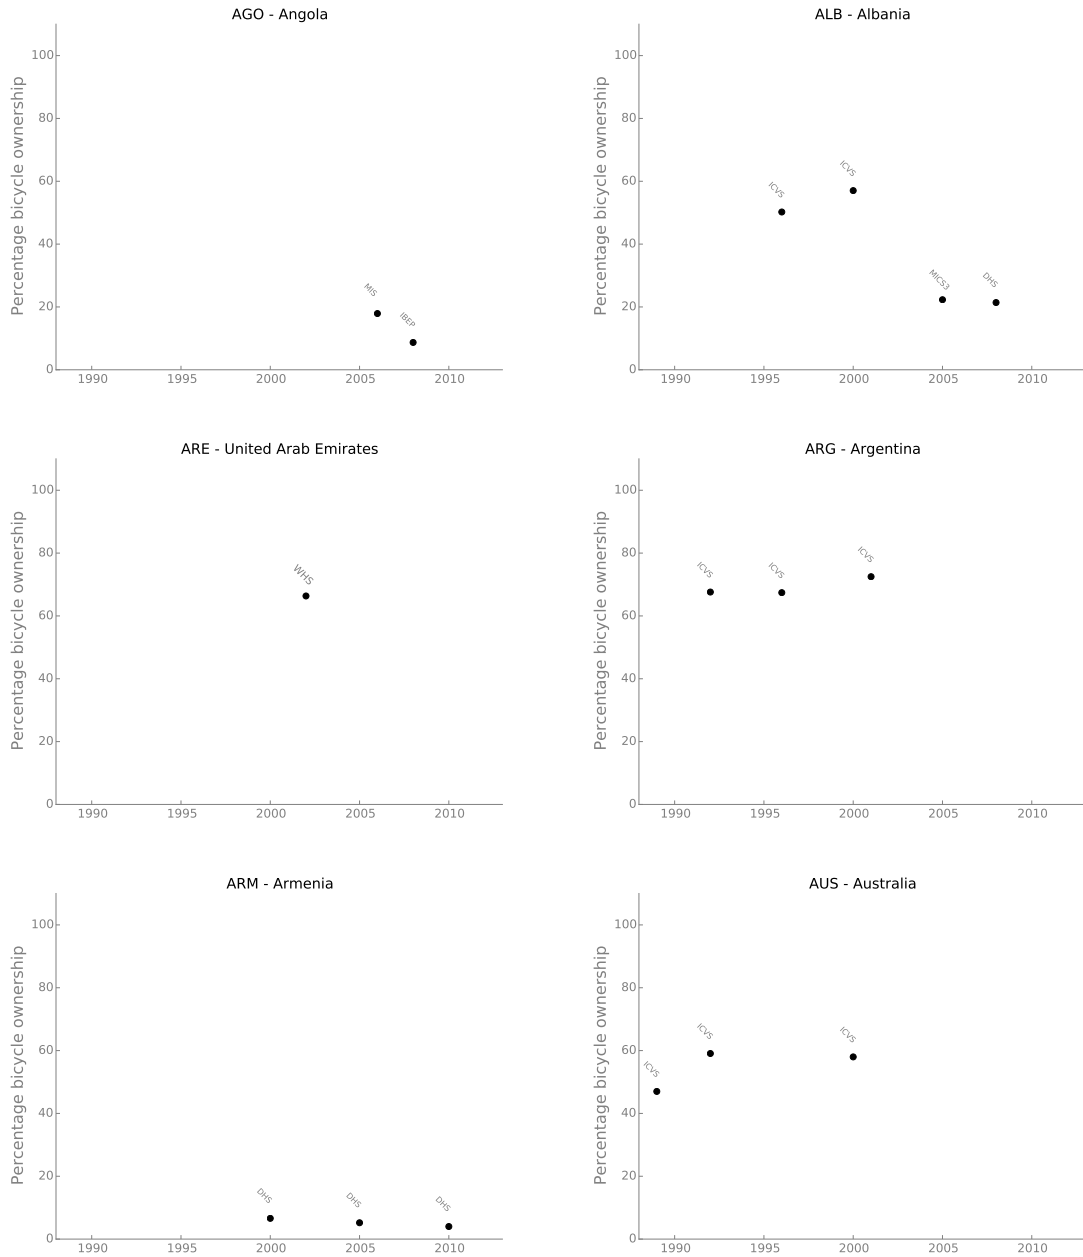 AGO - Angola
Percentage bicycle ownership
100
80
60
40
20
0
MIS
IBEP
1990 1995 2000 2005 2010
ALB - Albania
Percentage bicycle ownership
100
80
60
40
20
0
ICVS
ICVS
MICS3
DHS
1990 1995 2000 2005 2010
ARE - United Arab Emirates
Percentage bicycle ownership
100
80
60
40
20
0
WHS
1990 1995 2000 2005 2010
ARG - Argentina
Percentage bicycle ownership
100
80
60
40
20
0
ICVS
ICVS
ICVS
1990 1995 2000 2005 2010
ARM - Armenia
Percentage bicycle ownership
100
80
60
40
20
0
DHS
DHS
DHS
1990 1995 2000 2005 2010
AUS - Australia
Percentage bicycle ownership
100
80
60
40
20
0
ICVS
ICVS
ICVS
1990 1995 2000 2005 2010